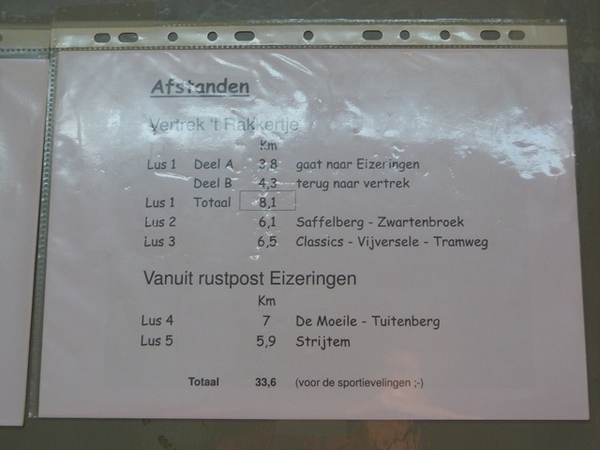 Afstanden
Vertrek 't Rakkertje
Km
Lus 1 Deel A 3,8 gaat naar Eizeringen
Deel B 4,3 terug naar vertrek
Lus 1 Totaal 8,1
Lus 2 6,1 Saffelberg - Zwartenbroek
Lus 3 6,5 Classics - Vijversele - Tramweg
Vanuit rustpost Eizeringen
Km
Lus 4 7 De Moeile - Tuitenberg
Lus 5 5,9 Strijtem
Totaal 33,6 (voor de sportievelingen ;-)